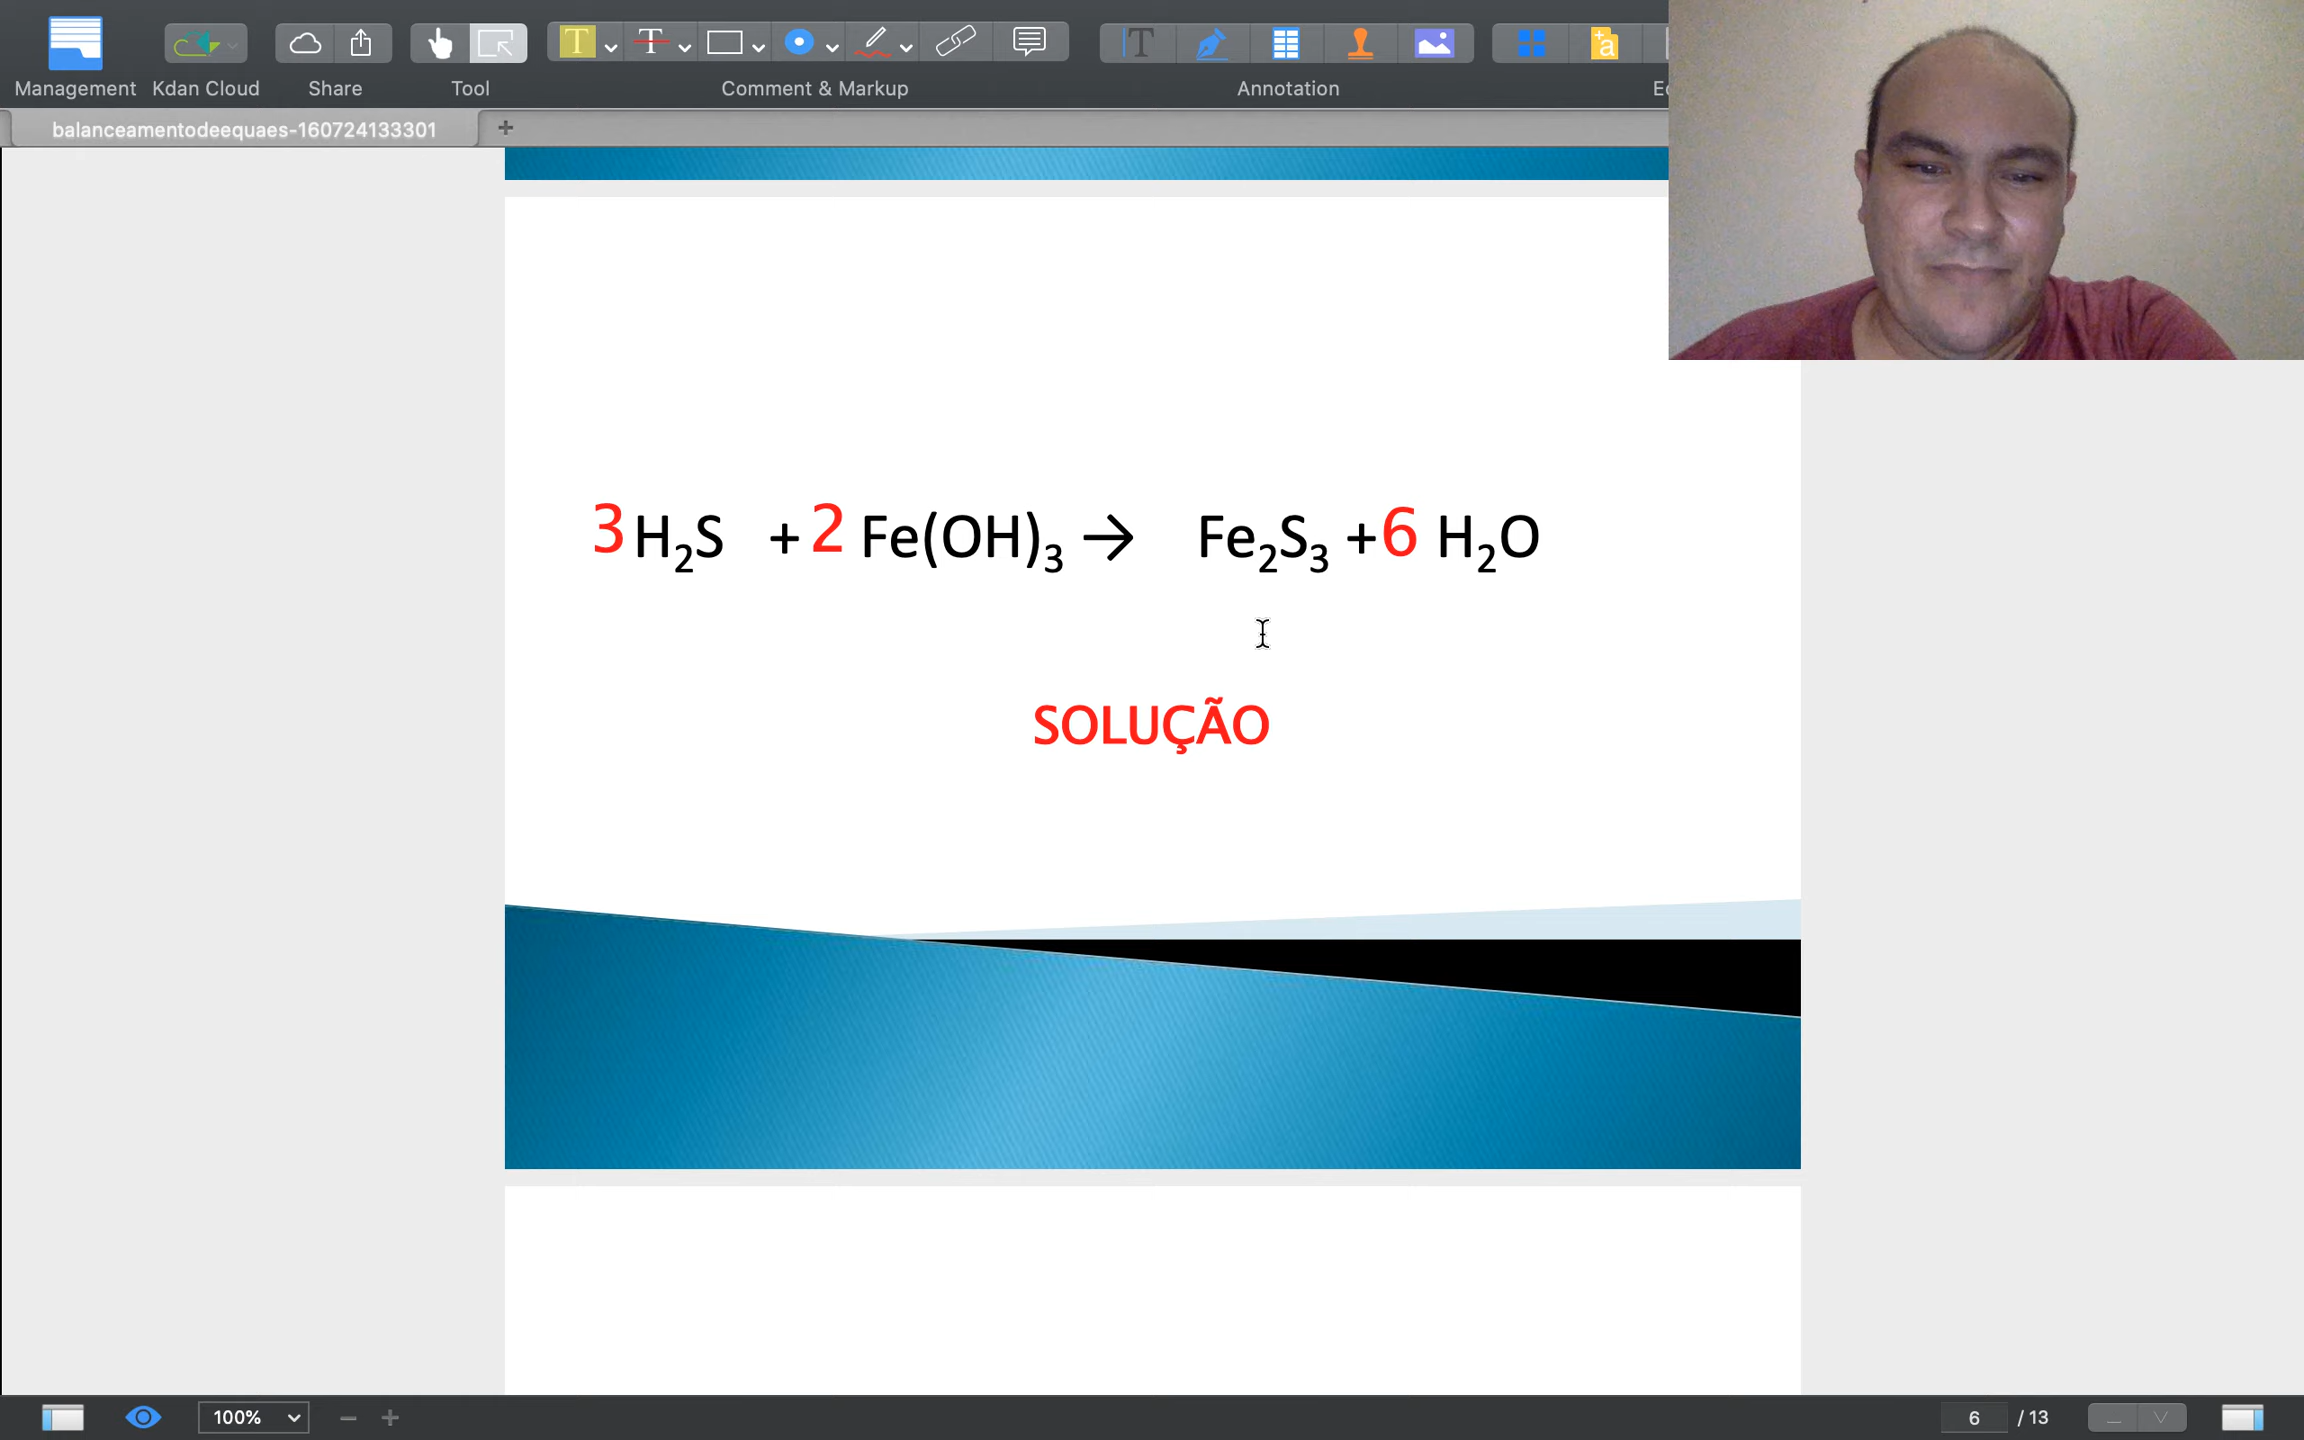 Management Kdan Cloud Share Tool Comment & Markup Annotation
balanceamentodeequaes-160724133301 +
3 H₂S + 2 Fe(OH)₃ → Fe₂S₃ + 6 H₂O
SOLUÇÃO
100% − + 6 / 13